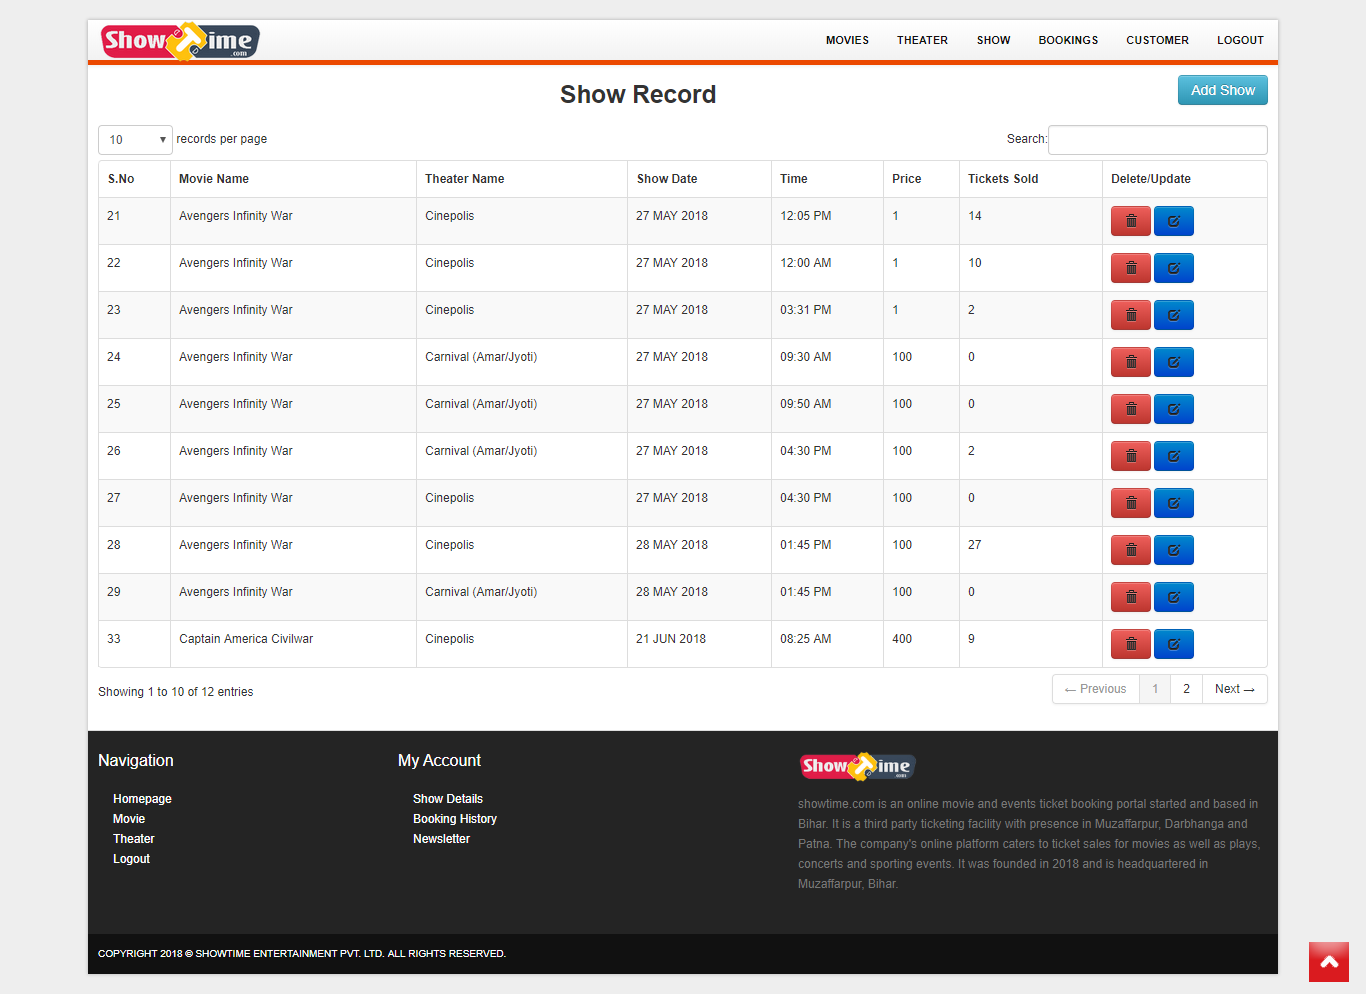 ShowTime .com MOVIES THEATER SHOW BOOKINGS CUSTOMER LOGOUT
Show Record Add Show
10 records per page Search:
S.No Movie Name Theater Name Show Date Time Price Tickets Sold Delete/Update
21 Avengers Infinity War Cinepolis 27 MAY 2018 12:05 PM 1 14
22 Avengers Infinity War Cinepolis 27 MAY 2018 12:00 AM 1 10
23 Avengers Infinity War Cinepolis 27 MAY 2018 03:31 PM 1 2
24 Avengers Infinity War Carnival (Amar/Jyoti) 27 MAY 2018 09:30 AM 100 0
25 Avengers Infinity War Carnival (Amar/Jyoti) 27 MAY 2018 09:50 AM 100 0
26 Avengers Infinity War Carnival (Amar/Jyoti) 27 MAY 2018 04:30 PM 100 2
27 Avengers Infinity War Cinepolis 27 MAY 2018 04:30 PM 100 0
28 Avengers Infinity War Cinepolis 28 MAY 2018 01:45 PM 100 27
29 Avengers Infinity War Carnival (Amar/Jyoti) 28 MAY 2018 01:45 PM 100 0
33 Captain America Civilwar Cinepolis 21 JUN 2018 08:25 AM 400 9
Showing 1 to 10 of 12 entries ← Previous 1 2 Next →
Navigation
Homepage
Movie
Theater
Logout
My Account
Show Details
Booking History
Newsletter
ShowTime .com
showtime.com is an online movie and events ticket booking portal started and based in
Bihar. It is a third party ticketing facility with presence in Muzaffarpur, Darbhanga and
Patna. The company's online platform caters to ticket sales for movies as well as plays,
concerts and sporting events. It was founded in 2018 and is headquartered in
Muzaffarpur, Bihar.
COPYRIGHT 2018 © SHOWTIME ENTERTAINMENT PVT. LTD. ALL RIGHTS RESERVED.